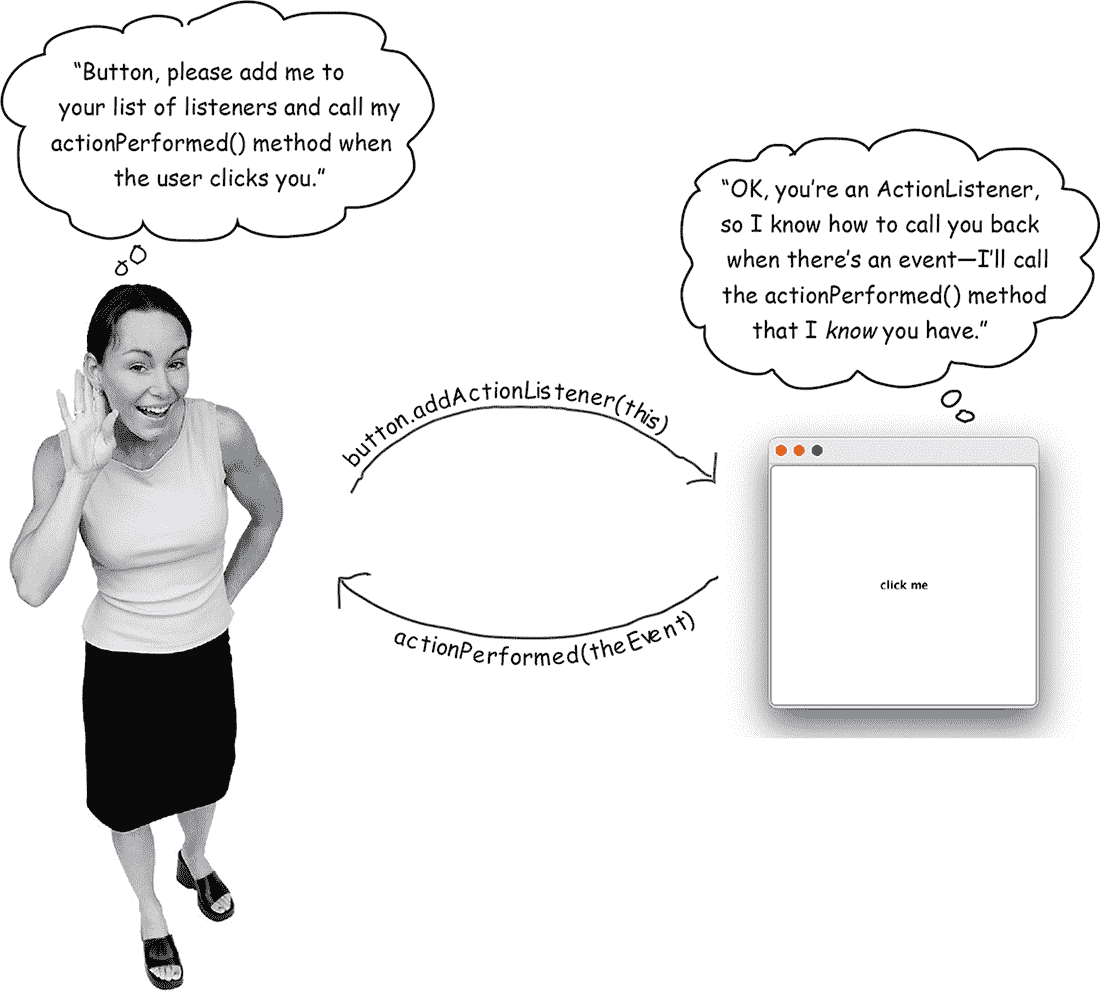 “Button, please add me to
your list of listeners and call my
actionPerformed() method when
the user clicks you.”
“OK, you’re an ActionListener,
so I know how to call you back
when there’s an event—I’ll call
the actionPerformed() method
that I know you have.”
button.addActionListener(this)
click me
actionPerformed(theEvent)